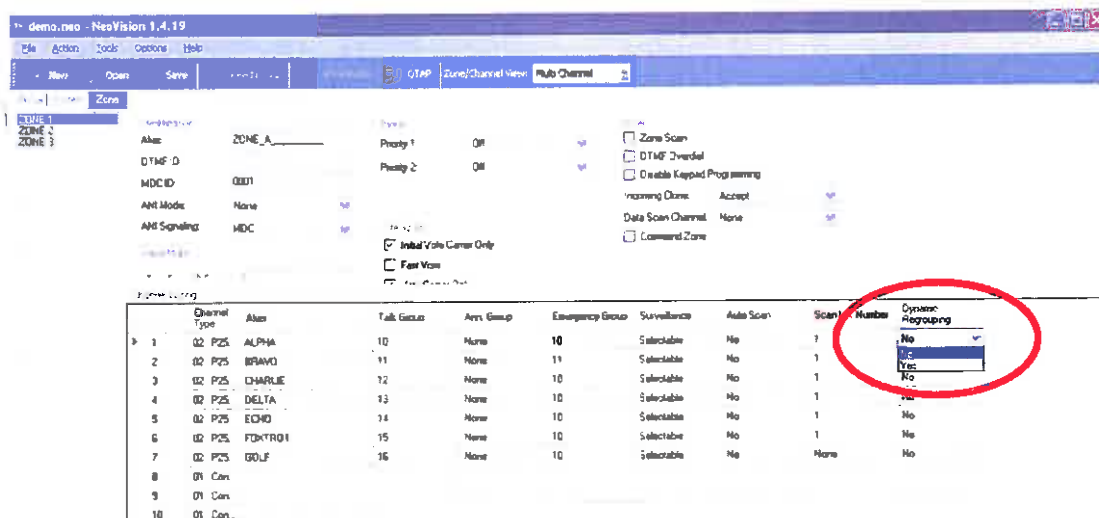 demo.neo - NeoVision 1.4.19
File Action Tools Options Help
New Open Save QTAP Zone/Channel View: Multi Channel
Zone
ZONE 1
ZONE 2
ZONE 3
Alias: ZONE_A
DTMF ID
MDC ID: 0001
ANI Mode: None
ANI Signaling: MDC
Priority 1: Off
Priority 2: Off
Initial Vote Carrier Only
Fast Vote
Zone Scan
DTMF Overdial
Disable Keypad Programming
Incoming Clone: Accept
Data Scan Channel: None
Command Zone
Channel Type Alias Talk Group Ann. Group Emergency Group Surveillance Auto Scan Scan Number Dynamic Regrouping
1 02 P25 ALPHA 10 None 10 Selectable No 1 No
No
Yes
2 02 P25 BRAVO 11 None 11 Selectable No 1
3 02 P25 CHARLIE 12 None 10 Selectable No 1 No
4 02 P25 DELTA 13 None 10 Selectable No 1 No
5 02 P25 ECHO 14 None 10 Selectable No 1 No
6 02 P25 FOXTROT 15 None 10 Selectable No 1 No
7 02 P25 GOLF 16 None 10 Selectable No None No
8 01 Con.
9 01 Con.
10 01 Con.